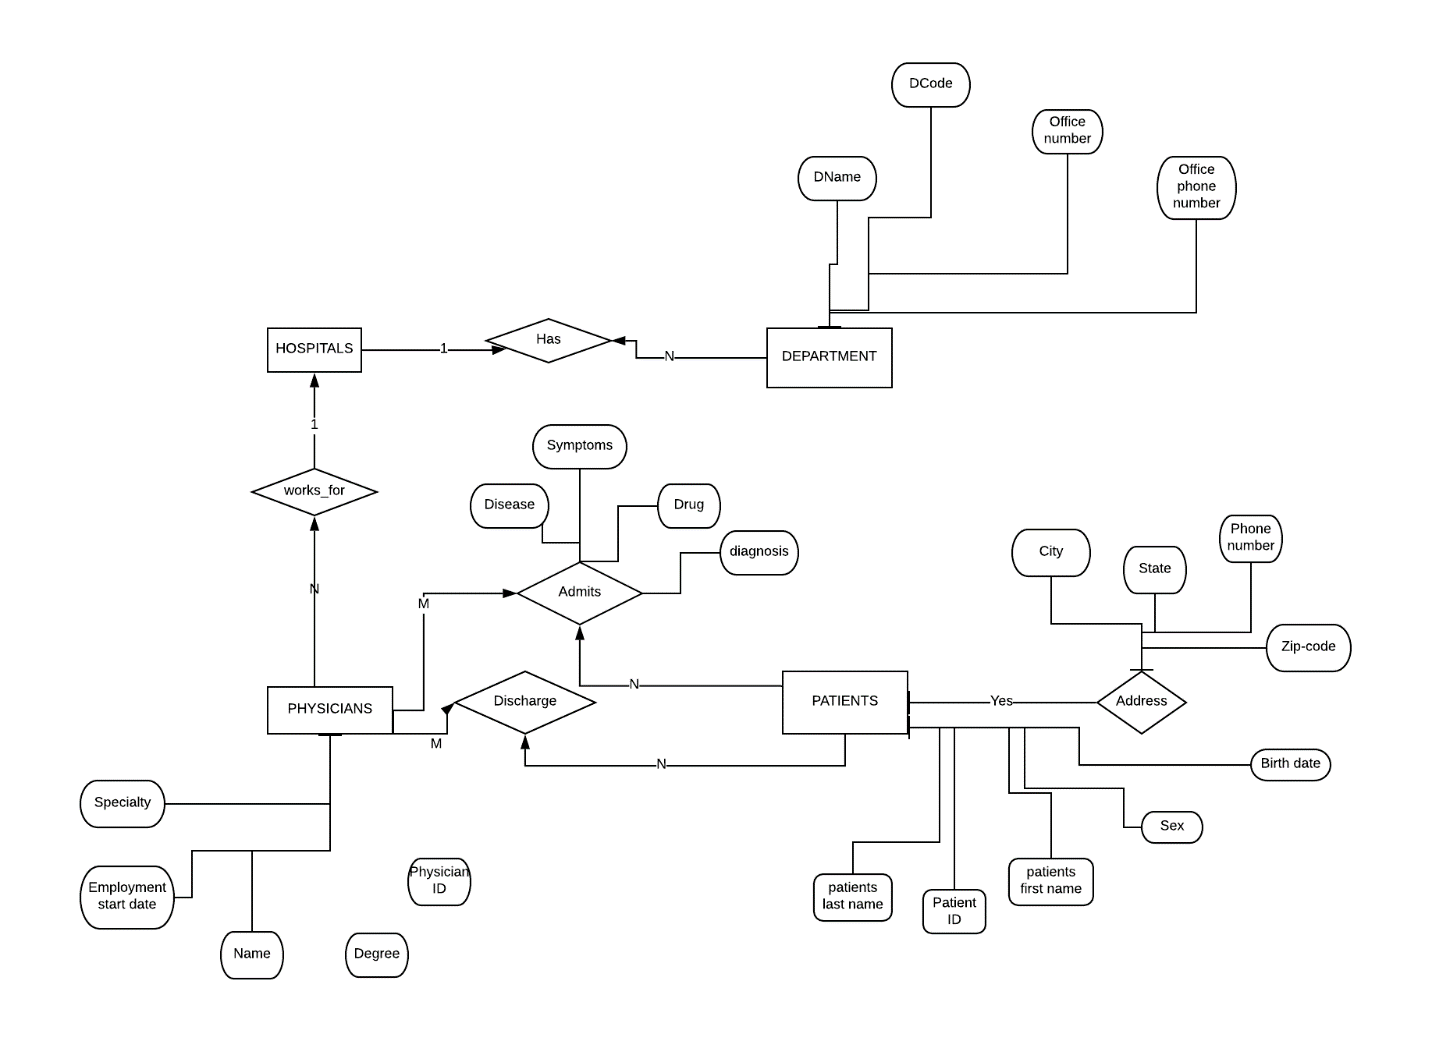 DCode
Office
number
Office
phone
number
DName
HOSPITALS
1
Has
N
DEPARTMENT
1
Symptoms
works_for
Disease
Drug
diagnosis
Phone
number
City
State
N
M
Admits
Zip-code
PHYSICIANS
Discharge
N
PATIENTS
Yes
Address
M
N
Birth date
Specialty
Sex
Employment
start date
Physician
ID
patients
last name
Patient
ID
patients
first name
Name
Degree